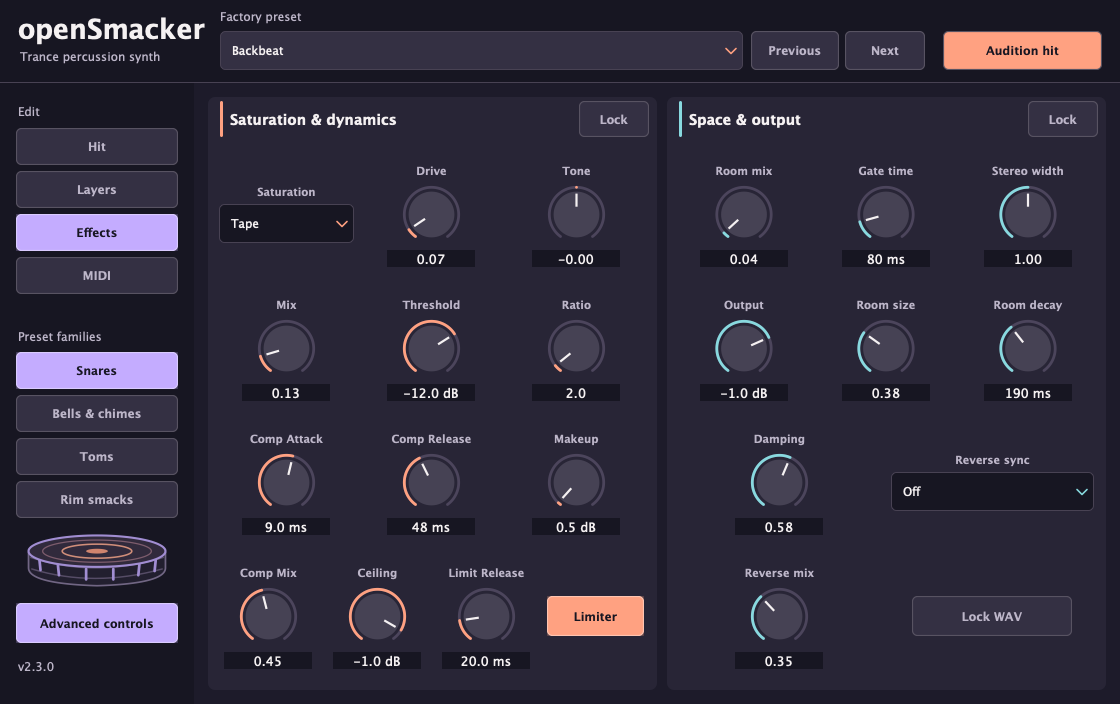 openSmacker
Trance percussion synth
Factory preset
Backbeat
Previous
Next
Audition hit
Edit
Hit
Layers
Effects
MIDI
Preset families
Snares
Bells & chimes
Toms
Rim smacks
Advanced controls
v2.3.0
Saturation & dynamics
Lock
Saturation
Tape
Drive
0.07
Tone
-0.00
Mix
0.13
Threshold
-12.0 dB
Ratio
2.0
Comp Attack
9.0 ms
Comp Release
48 ms
Makeup
0.5 dB
Comp Mix
0.45
Ceiling
-1.0 dB
Limit Release
20.0 ms
Limiter
Space & output
Lock
Room mix
0.04
Gate time
80 ms
Stereo width
1.00
Output
-1.0 dB
Room size
0.38
Room decay
190 ms
Damping
0.58
Reverse sync
Off
Reverse mix
0.35
Lock WAV